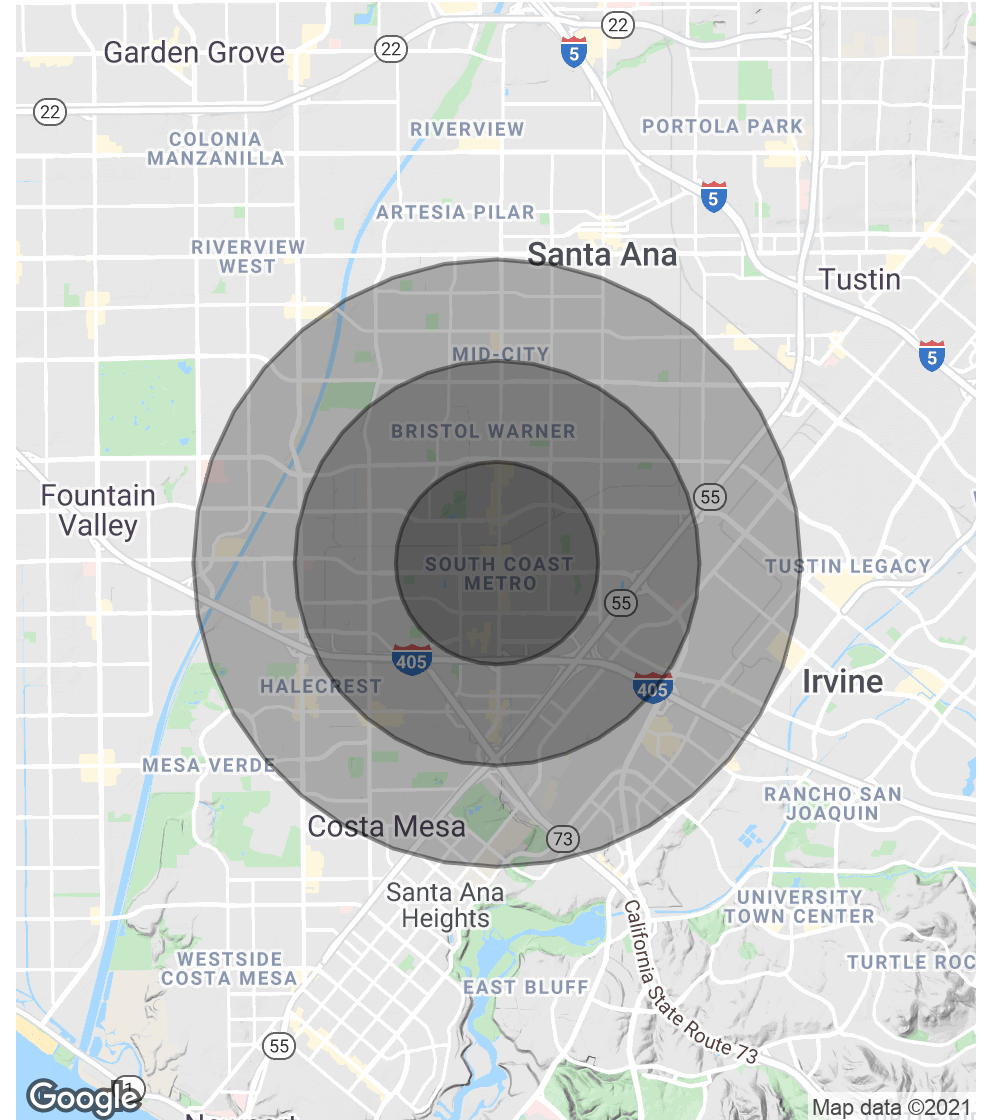 22
Garden Grove
22
5
22
RIVERVIEW
PORTOLA PARK
COLONIA
MANZANILLA
5
ARTESIA PILAR
RIVERVIEW
WEST
Santa Ana
Tustin
5
MID-CITY
BRISTOL WARNER
Fountain
Valley
55
SOUTH COAST
METRO
TUSTIN LEGACY
55
405
HALECREST
405
Irvine
MESA VERDE
RANCHO SAN
JOAQUIN
Costa Mesa
73
Santa Ana
Heights
UNIVERSITY
TOWN CENTER
California State Route 73
WESTSIDE
COSTA MESA
TURTLE ROC
EAST BLUFF
55
1
Google
Map data ©2021